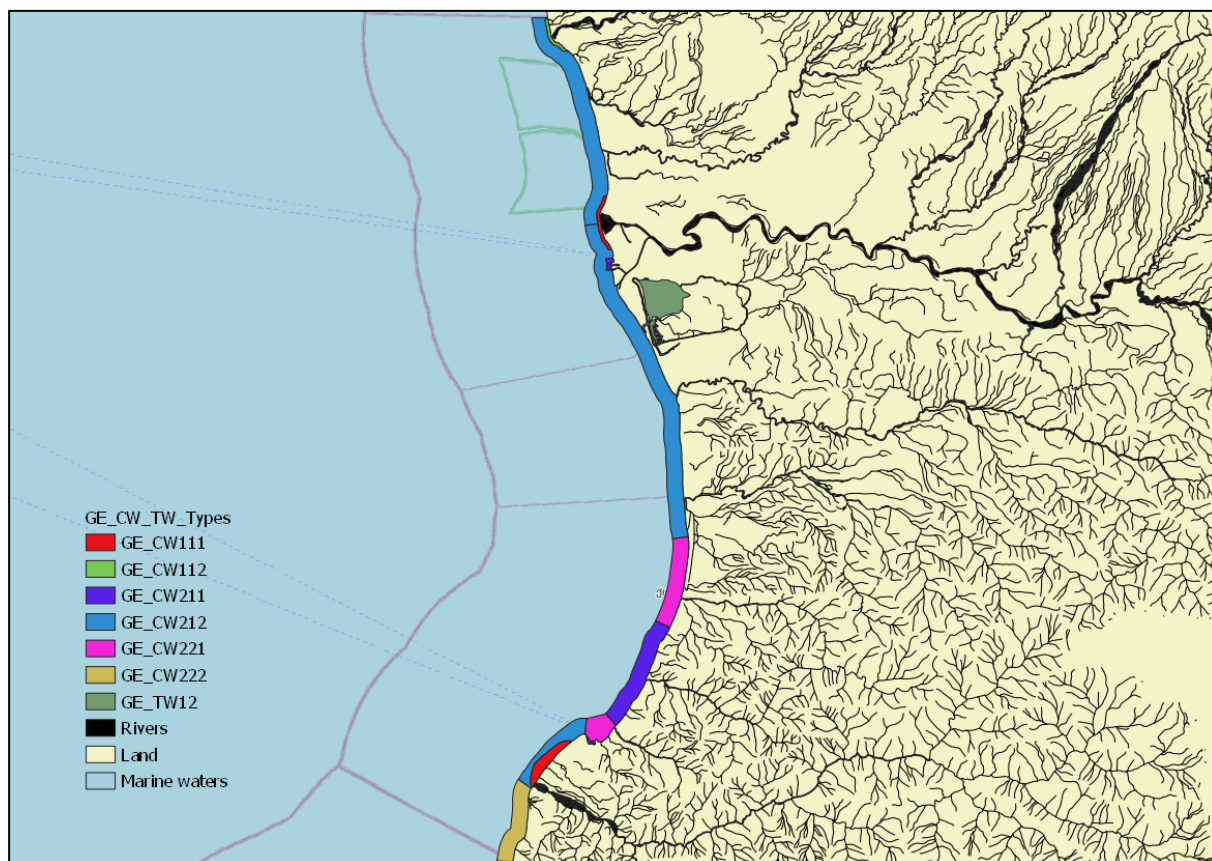 GE_CW_TW_Types
GE_CW111
GE_CW112
GE_CW211
GE_CW212
GE_CW221
GE_CW222
GE_TW12
Rivers
Land
Marine waters